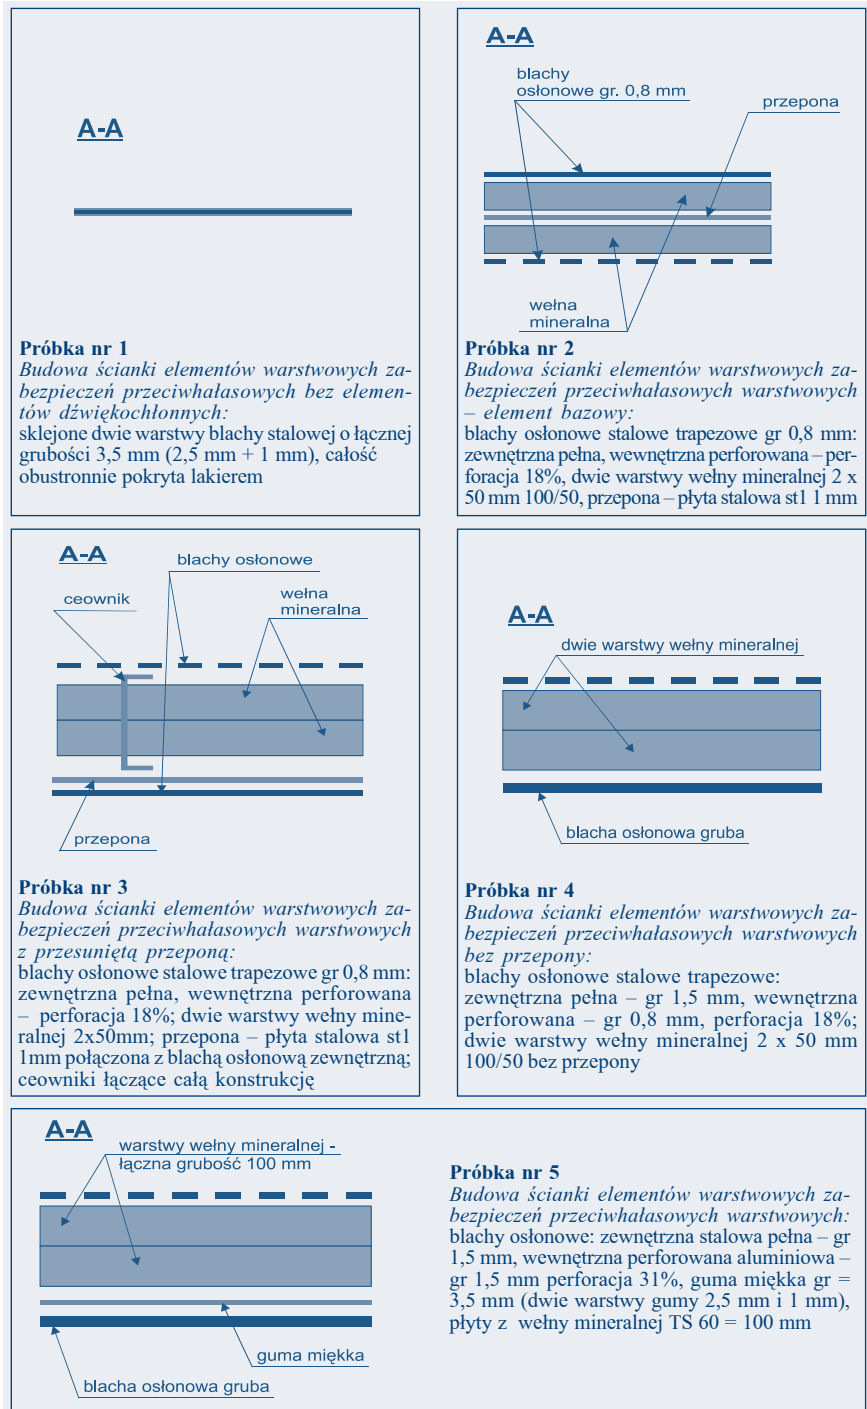 A-A
Próbka nr 1
Budowa ścianki elementów warstwowych za-
bezpieczeń przeciwhałasowych bez elemen-
tów dźwiękochłonnych:
sklejone dwie warstwy blachy stalowej o łącznej
grubości 3,5 mm (2,5 mm + 1 mm), całość
obustronnie pokryta lakierem
A-A
blachy
osłonowe gr. 0,8 mm
przepona
wełna
mineralna
Próbka nr 2
Budowa ścianki elementów warstwowych za-
bezpieczeń przeciwhałasowych warstwowych
– element bazowy:
blachy osłonowe stalowe trapezowe gr 0,8 mm:
zewnętrzna pełna, wewnętrzna perforowana – per-
foracja 18%, dwie warstwy wełny mineralnej 2 x
50 mm 100/50, przepona – płyta stalowa st1 1 mm
A-A
blachy osłonowe
ceownik
wełna
mineralna
przepona
Próbka nr 3
Budowa ścianki elementów warstwowych za-
bezpieczeń przeciwhałasowych warstwowych
z przesuniętą przeponą:
blachy osłonowe stalowe trapezowe gr 0,8 mm:
zewnętrzna pełna, wewnętrzna perforowana
– perforacja 18%; dwie warstwy wełny mine-
ralnej 2x50mm; przepona – płyta stalowa st1
1mm połączona z blachą osłonową zewnętrzną;
ceowniki łączące całą konstrukcję
A-A
dwie warstwy wełny mineralnej
blacha osłonowa gruba
Próbka nr 4
Budowa ścianki elementów warstwowych za-
bezpieczeń przeciwhałasowych warstwowych
bez przepony:
blachy osłonowe stalowe trapezowe:
zewnętrzna pełna – gr 1,5 mm, wewnętrzna
perforowana – gr 0,8 mm, perforacja 18%;
dwie warstwy wełny mineralnej 2 x 50 mm
100/50 bez przepony
A-A
warstwy wełny mineralnej -
łączna grubość 100 mm
guma miękka
blacha osłonowa gruba
Próbka nr 5
Budowa ścianki elementów warstwowych za-
bezpieczeń przeciwhałasowych warstwowych:
blachy osłonowe: zewnętrzna stalowa pełna – gr
1,5 mm, wewnętrzna perforowana aluminiowa –
gr 1,5 mm perforacja 31%, guma miękka gr =
3,5 mm (dwie warstwy gumy 2,5 mm i 1 mm),
płyty z wełny mineralnej TS 60 = 100 mm